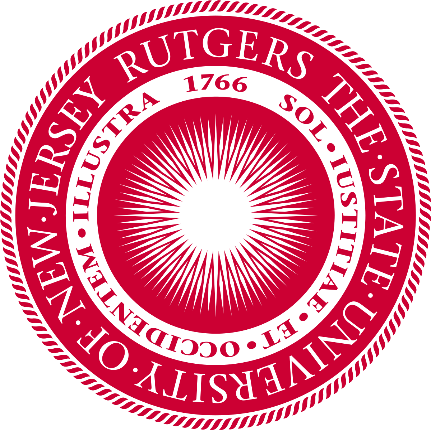 RUTGERS THE·STATE·UNIVERSITY·OF·NEW·JERSEY
1766
SOL·IUSTITIAE·ET·OCCIDENTEM·ILLUSTRA